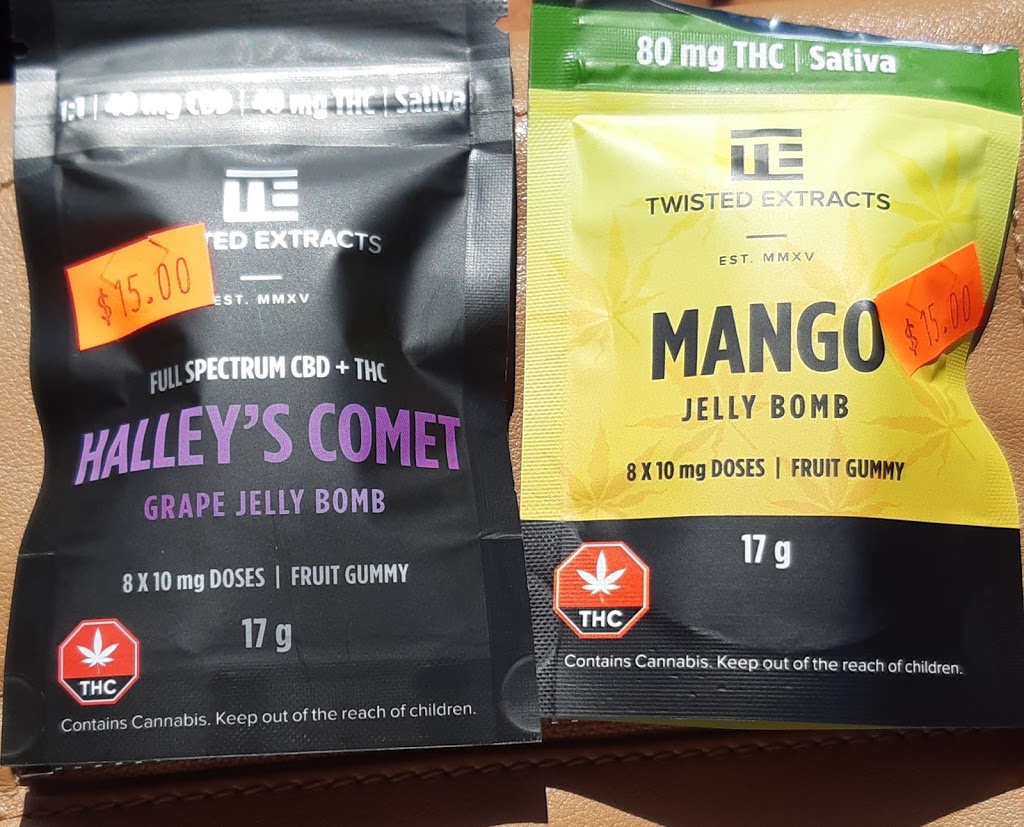 1:1 | 40 mg CBD | 40 mg THC | Sativa
TE
TED EXTRACTS
$15.00
EST. MMXV
FULL SPECTRUM CBD + THC
HALLEY'S COMET
GRAPE JELLY BOMB
8 X 10 mg DOSES | FRUIT GUMMY
17 g
THC
Contains Cannabis. Keep out of the reach of children.
80 mg THC | Sativa
TE
TWISTED EXTRACTS
EST. MMXV
MANGO
$15.00
JELLY BOMB
8 X 10 mg DOSES | FRUIT GUMMY
17 g
THC
Contains Cannabis. Keep out of the reach of children.